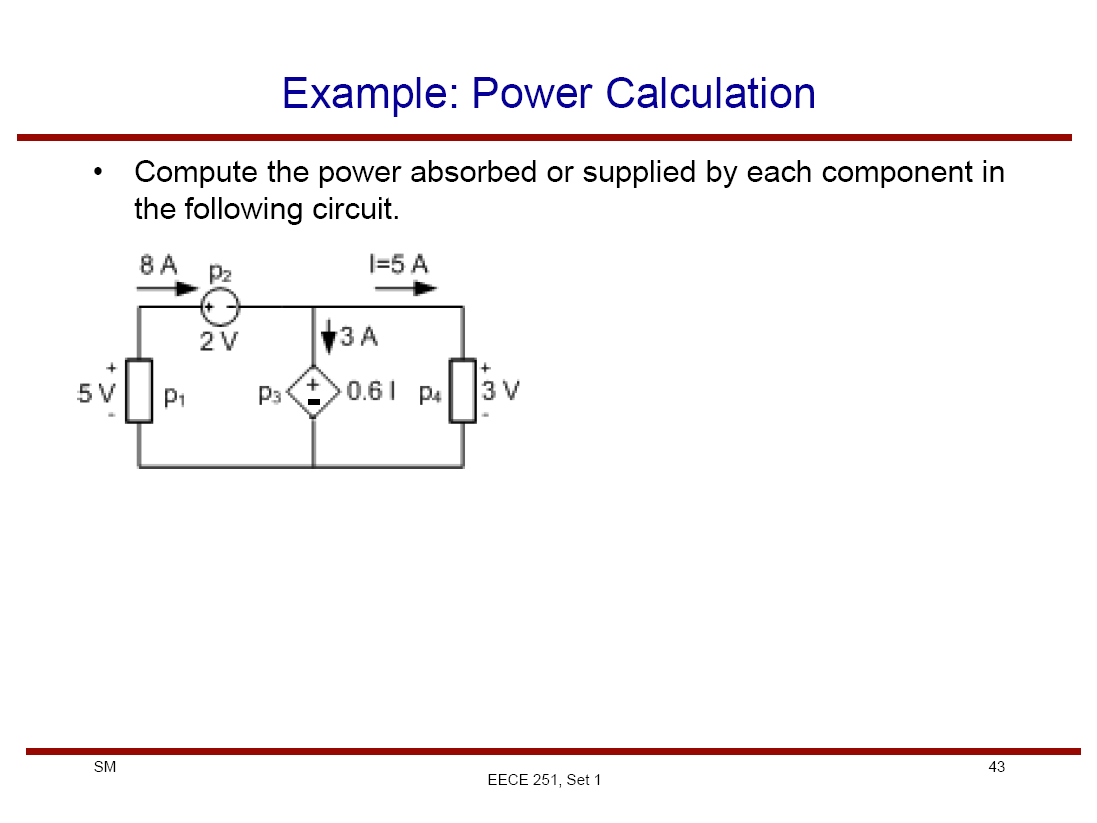 Example: Power Calculation
• Compute the power absorbed or supplied by each component in
the following circuit.
8 A p2 I=5 A
+ -
2 V 3 A
+ + +
5 V p1 p3 0.6 I p4 3 V
- - -
SM 43
EECE 251, Set 1